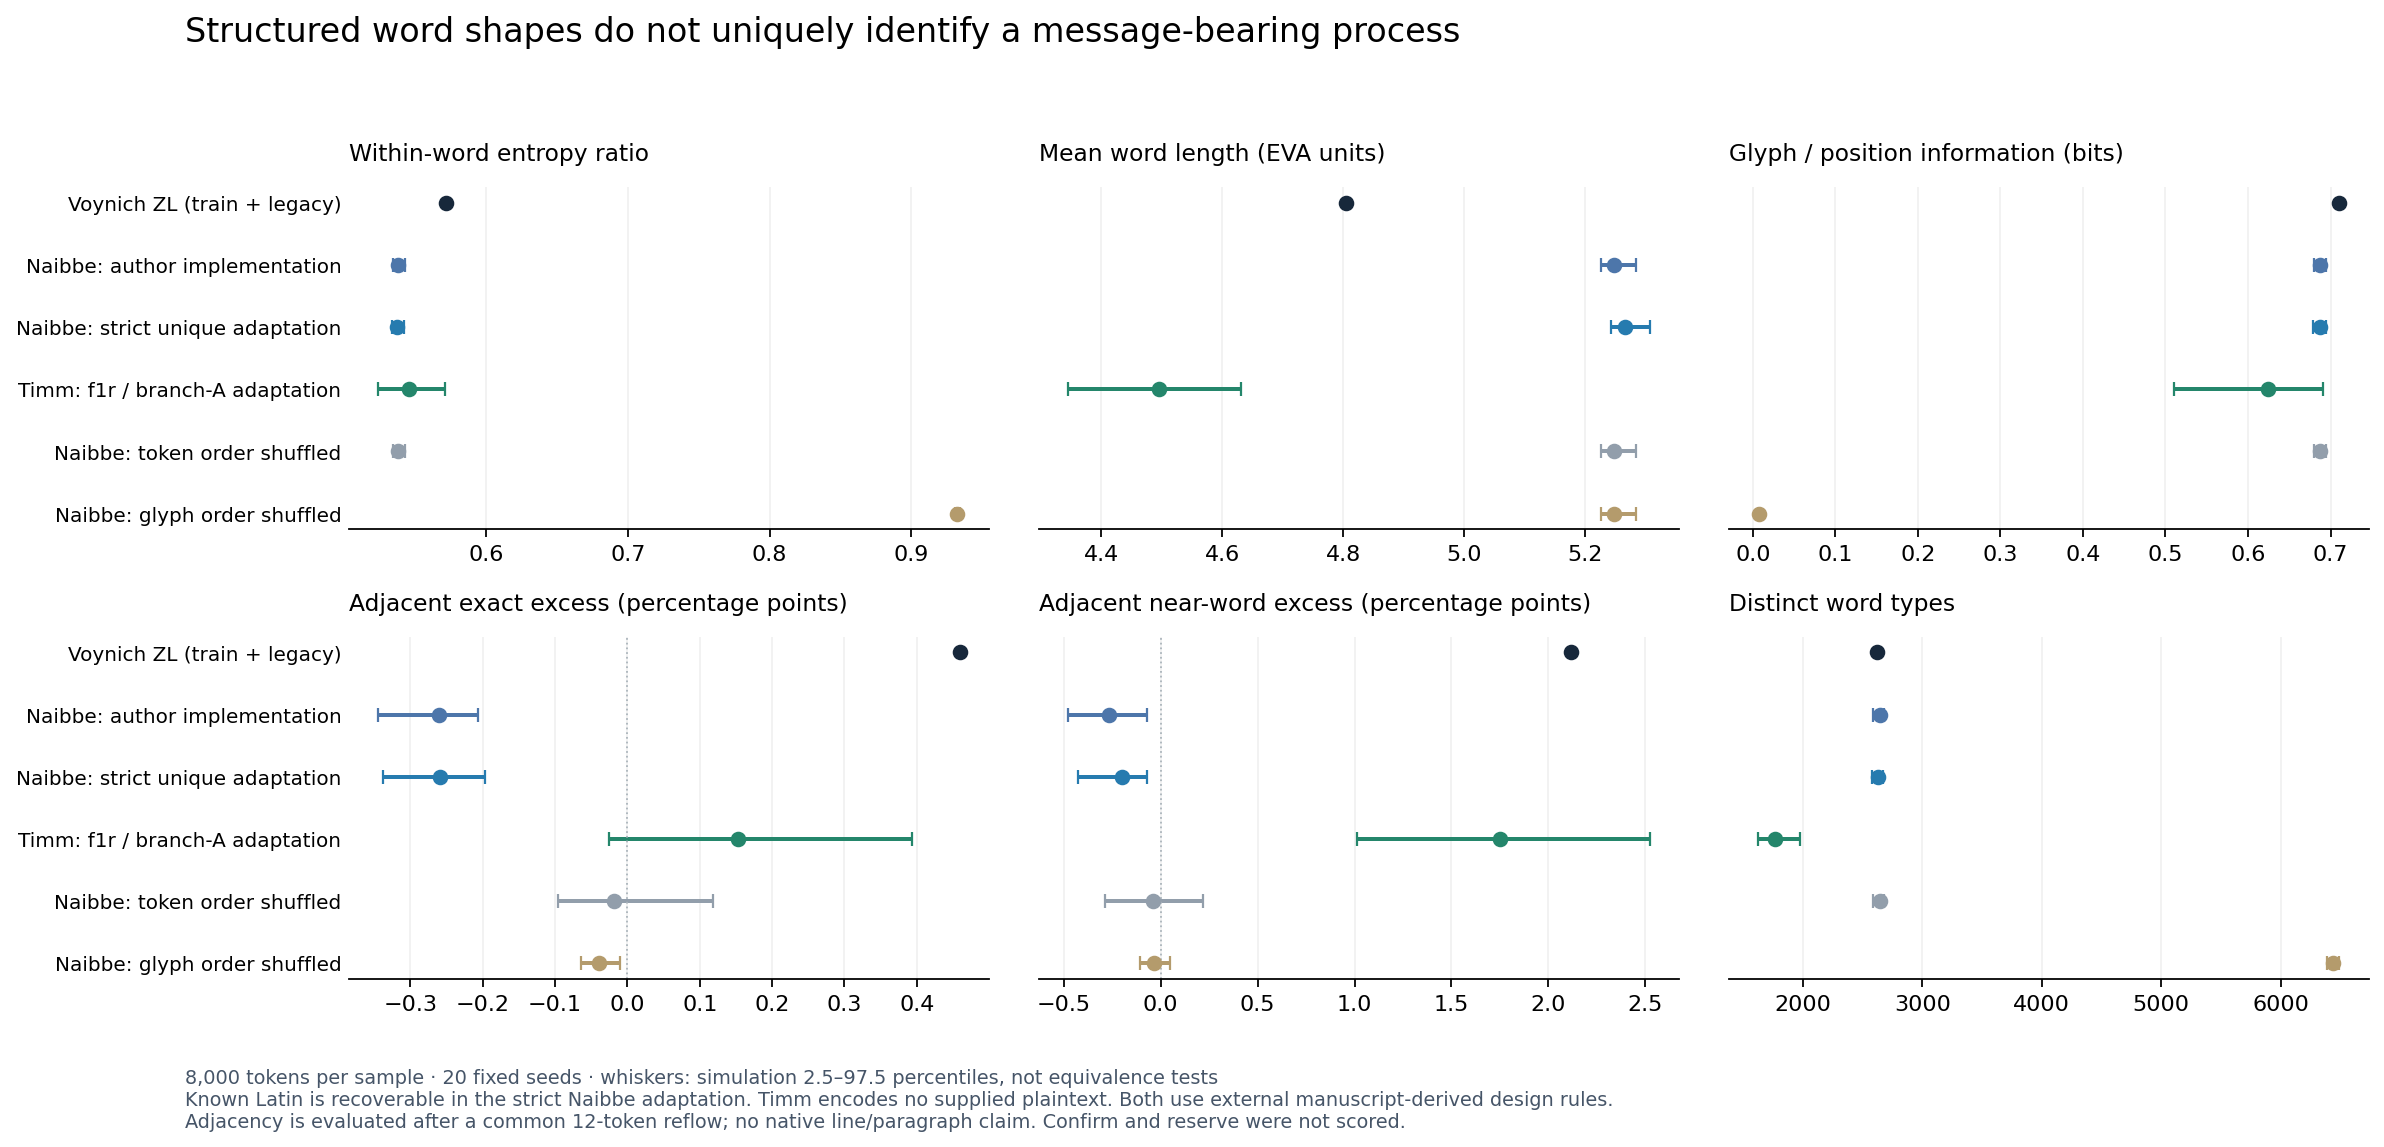 Structured word shapes do not uniquely identify a message-bearing process
Within-word entropy ratio
Mean word length (EVA units)
Glyph / position information (bits)
Voynich ZL (train + legacy)
Naibbe: author implementation
Naibbe: strict unique adaptation
Timm: f1r / branch-A adaptation
Naibbe: token order shuffled
Naibbe: glyph order shuffled
0.6 0.7 0.8 0.9
4.4 4.6 4.8 5.0 5.2
0.0 0.1 0.2 0.3 0.4 0.5 0.6 0.7
Adjacent exact excess (percentage points)
Adjacent near-word excess (percentage points)
Distinct word types
Voynich ZL (train + legacy)
Naibbe: author implementation
Naibbe: strict unique adaptation
Timm: f1r / branch-A adaptation
Naibbe: token order shuffled
Naibbe: glyph order shuffled
−0.3 −0.2 −0.1 0.0 0.1 0.2 0.3 0.4
−0.5 0.0 0.5 1.0 1.5 2.0 2.5
2000 3000 4000 5000 6000
8,000 tokens per sample · 20 fixed seeds · whiskers: simulation 2.5–97.5 percentiles, not equivalence tests
Known Latin is recoverable in the strict Naibbe adaptation. Timm encodes no supplied plaintext. Both use external manuscript-derived design rules.
Adjacency is evaluated after a common 12-token reflow; no native line/paragraph claim. Confirm and reserve were not scored.